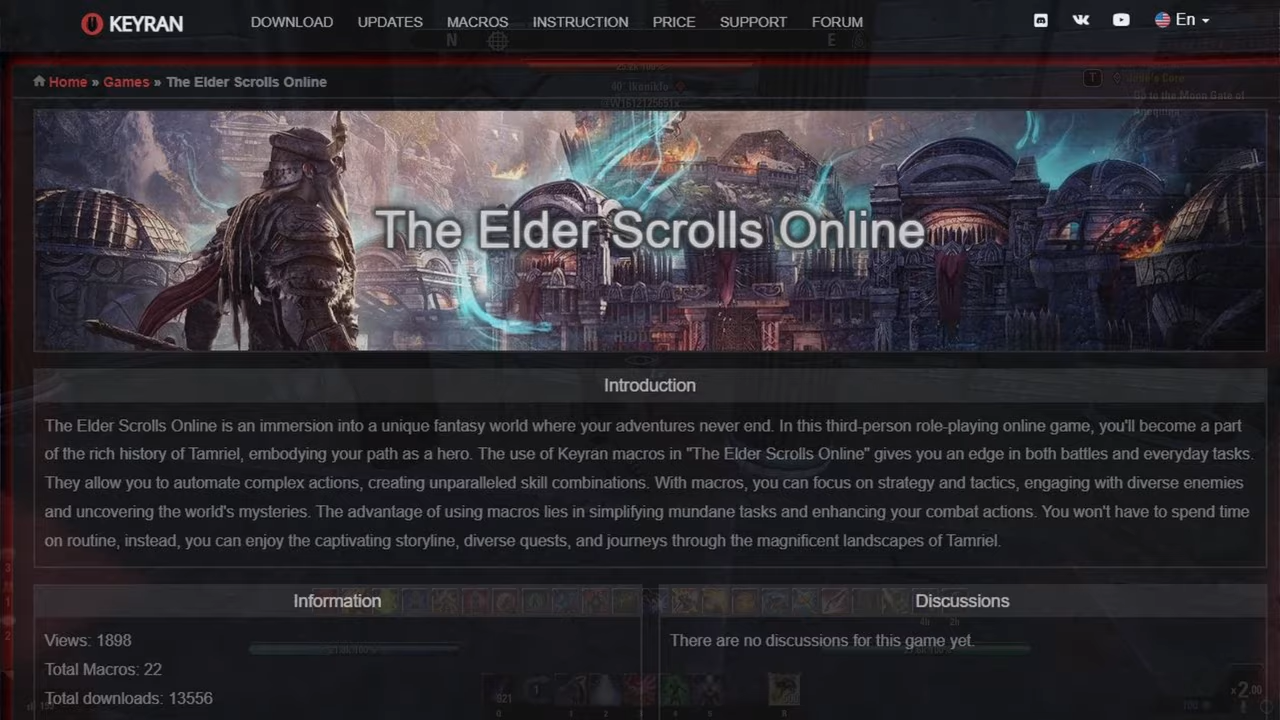 KEYRAN DOWNLOAD UPDATES MACROS INSTRUCTION PRICE SUPPORT FORUM En
N E
Home » Games » The Elder Scrolls Online
T
The Elder Scrolls Online
HIDDEN
Introduction
The Elder Scrolls Online is an immersion into a unique fantasy world where your adventures never end. In this third-person role-playing online game, you'll become a part
of the rich history of Tamriel, embodying your path as a hero. The use of Keyran macros in "The Elder Scrolls Online" gives you an edge in both battles and everyday tasks.
They allow you to automate complex actions, creating unparalleled skill combinations. With macros, you can focus on strategy and tactics, engaging with diverse enemies
and uncovering the world's mysteries. The advantage of using macros lies in simplifying mundane tasks and enhancing your combat actions. You won't have to spend time
on routine, instead, you can enjoy the captivating storyline, diverse quests, and journeys through the magnificent landscapes of Tamriel.
Information Discussions
4h 2h
Views: 1898 There are no discussions for this game yet.
Total Macros: 22
Total downloads: 13556
921 1
x2.00